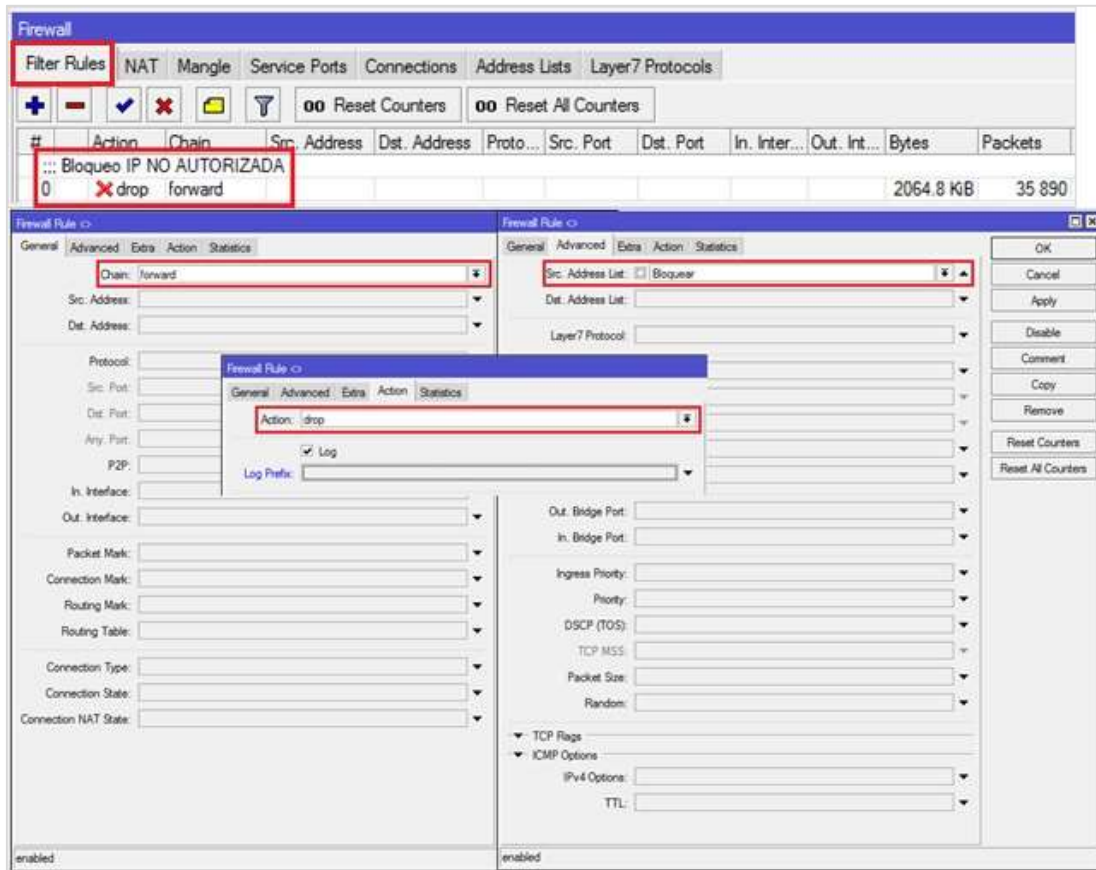 Firewall
Filter Rules NAT Mangle Service Ports Connections Address Lists Layer7 Protocols
00 Reset Counters 00 Reset All Counters
# Action Chain Src. Address Dst. Address Proto... Src. Port Dst. Port In. Inter... Out. Int... Bytes Packets
::: Bloqueo IP NO AUTORIZADA
0 drop forward 2064.8 KiB 35 890
Firewall Rule <>
General Advanced Extra Action Statistics
Chain: forward
Src. Address:
Dst. Address:
Protocol:
Src. Port:
Dst. Port:
Any. Port:
P2P:
In. Interface:
Out. Interface:
Packet Mark:
Connection Mark:
Routing Mark:
Routing Table:
Connection Type:
Connection State:
Connection NAT State:
enabled
Firewall Rule <>
General Advanced Extra Action Statistics
Action: drop
Log
Log Prefix:
Firewall Rule <>
General Advanced Extra Action Statistics
Src. Address List: Bloquear
Dst. Address List:
Layer7 Protocol:
Out. Bridge Port:
In. Bridge Port:
Ingress Priority:
Priority:
DSCP (TOS):
TCP MSS:
Packet Size:
Random:
TCP Flags
ICMP Options
IPv4 Options:
TTL:
OK
Cancel
Apply
Disable
Comment
Copy
Remove
Reset Counters
Reset All Counters
enabled